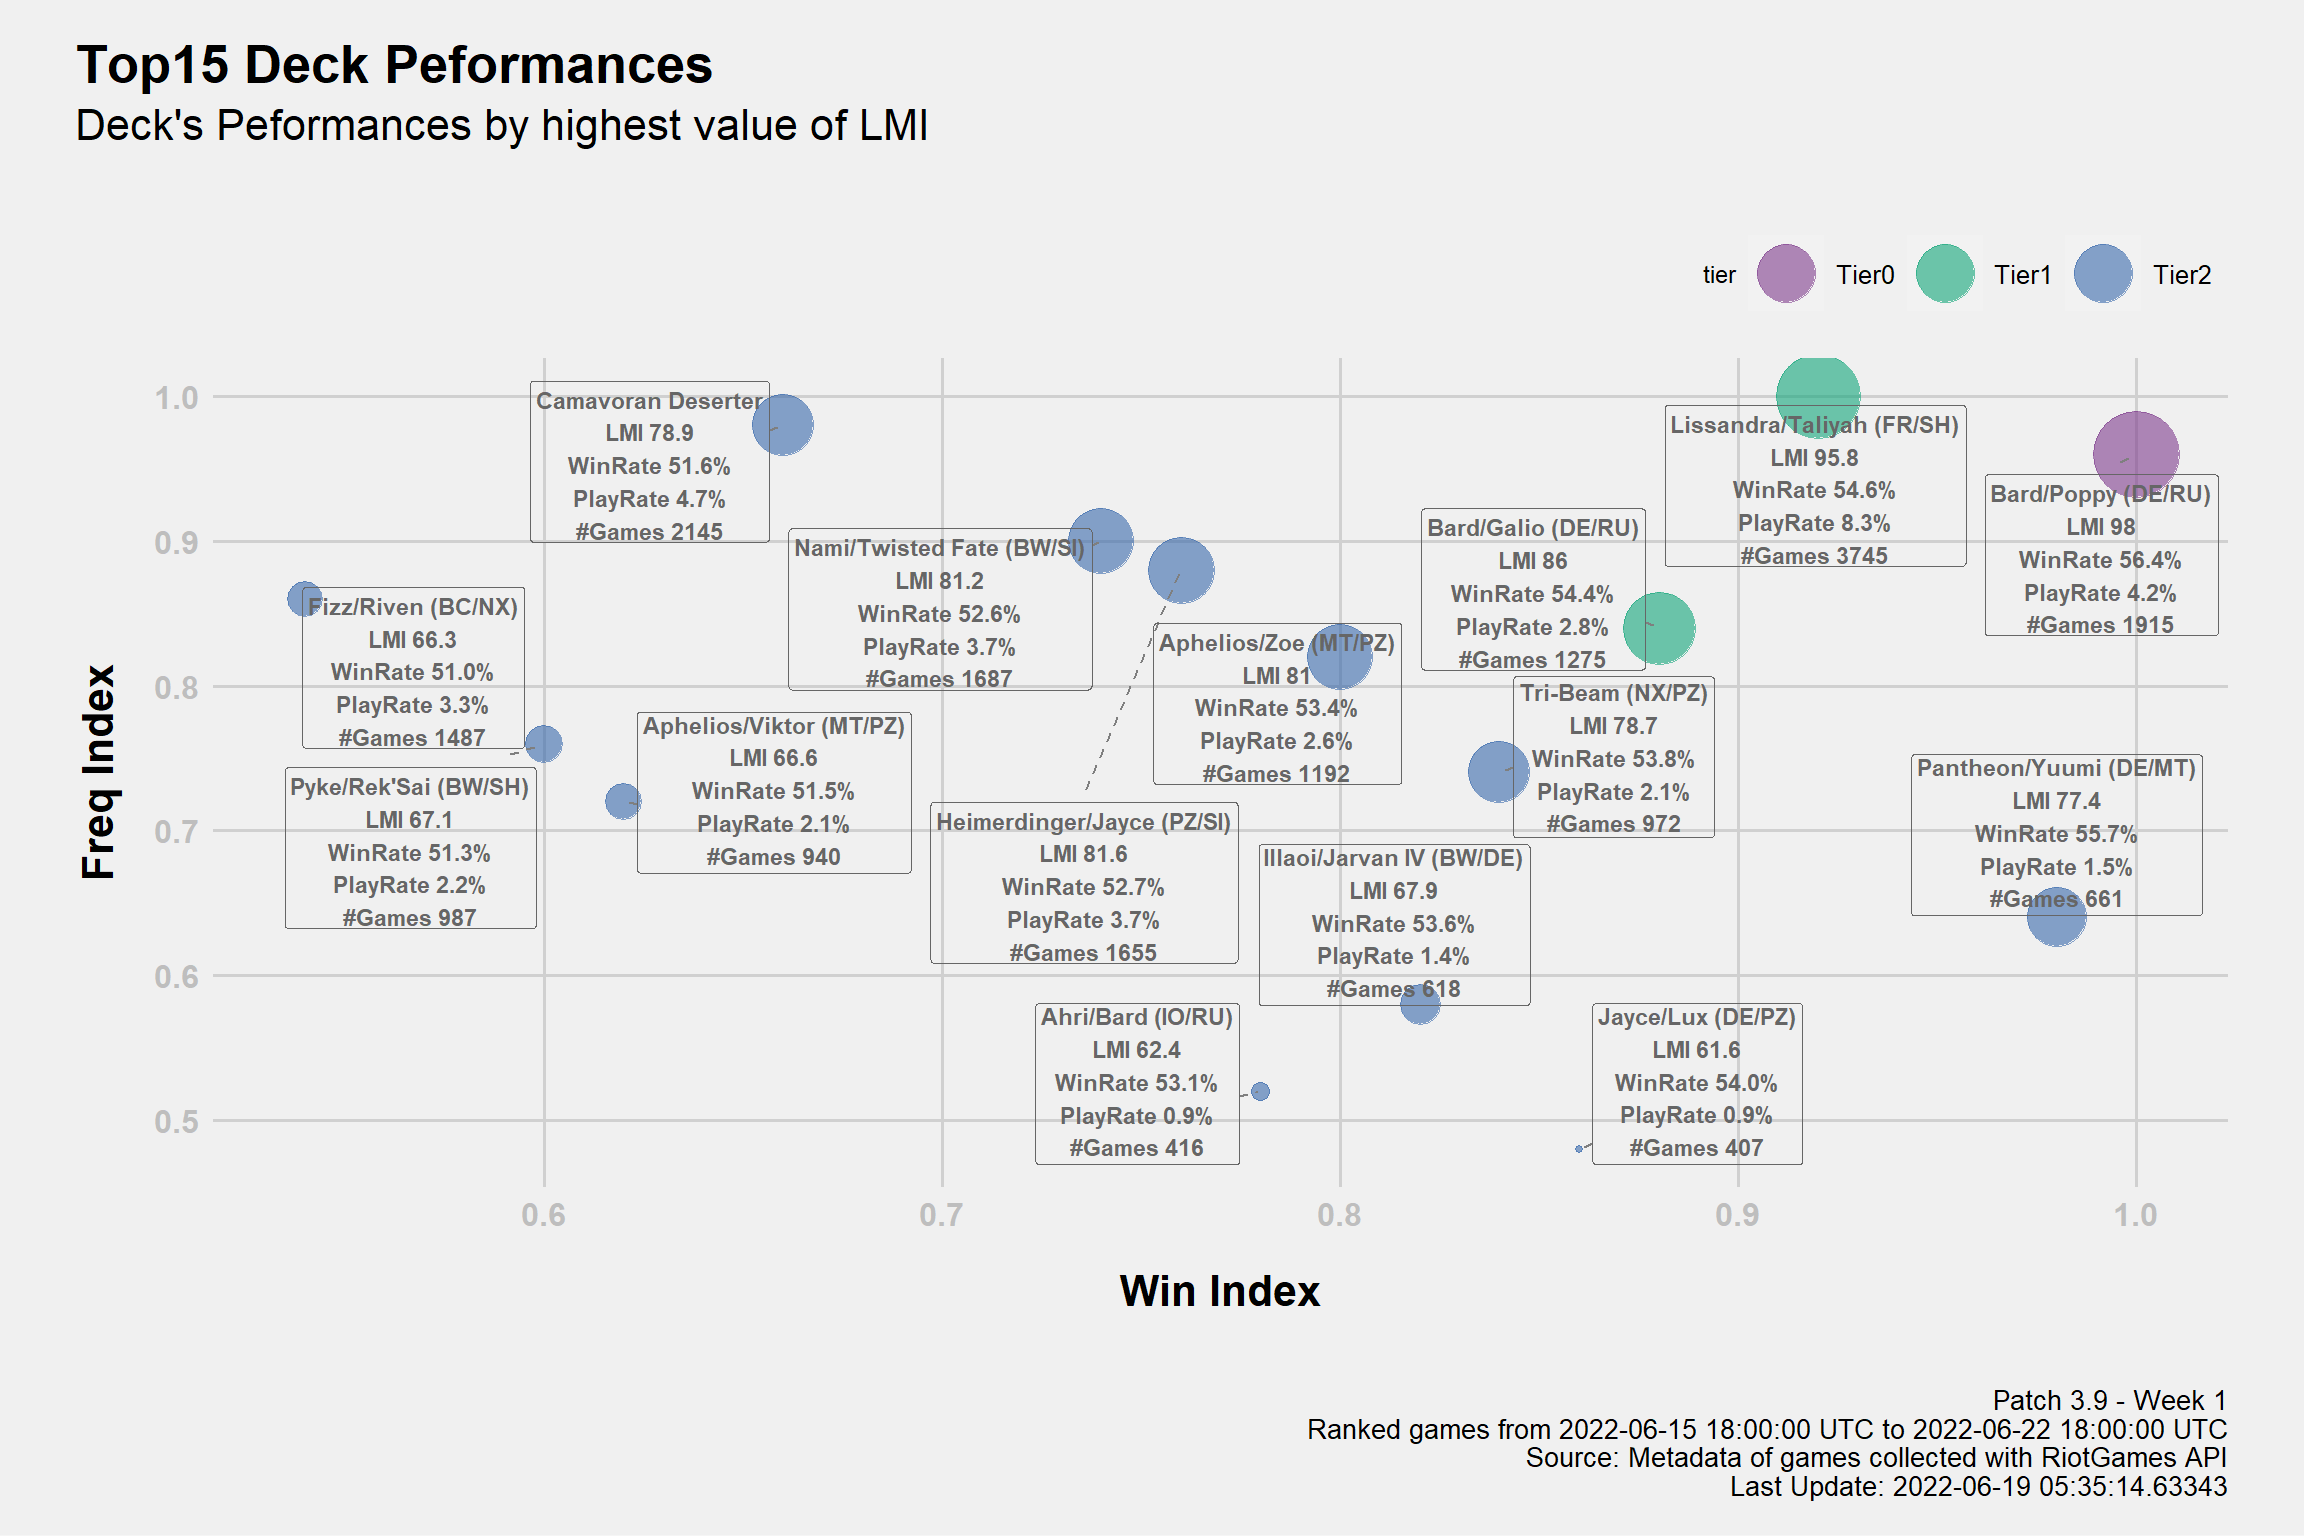 Top15 Deck Peformances
Deck's Peformances by highest value of LMI
tier Tier0 Tier1 Tier2
Freq Index
1.0
0.9
0.8
0.7
0.6
0.5
Camavoran Deserter
LMI 78.9
WinRate 51.6%
PlayRate 4.7%
#Games 2145
Lissandra/Taliyah (FR/SH)
LMI 95.8
WinRate 54.6%
PlayRate 8.3%
#Games 3745
Bard/Poppy (DE/RU)
LMI 98
WinRate 56.4%
PlayRate 4.2%
#Games 1915
Bard/Galio (DE/RU)
LMI 86
WinRate 54.4%
PlayRate 2.8%
#Games 1275
Nami/Twisted Fate (BW/SI)
LMI 81.2
WinRate 52.6%
PlayRate 3.7%
#Games 1687
Fizz/Riven (BC/NX)
LMI 66.3
WinRate 51.0%
PlayRate 3.3%
#Games 1487
Aphelios/Zoe (MT/PZ)
LMI 81
WinRate 53.4%
PlayRate 2.6%
#Games 1192
Tri-Beam (NX/PZ)
LMI 78.7
WinRate 53.8%
PlayRate 2.1%
#Games 972
Aphelios/Viktor (MT/PZ)
LMI 66.6
WinRate 51.5%
PlayRate 2.1%
#Games 940
Pantheon/Yuumi (DE/MT)
LMI 77.4
WinRate 55.7%
PlayRate 1.5%
#Games 661
Pyke/Rek'Sai (BW/SH)
LMI 67.1
WinRate 51.3%
PlayRate 2.2%
#Games 987
Heimerdinger/Jayce (PZ/SI)
LMI 81.6
WinRate 52.7%
PlayRate 3.7%
#Games 1655
Illaoi/Jarvan IV (BW/DE)
LMI 67.9
WinRate 53.6%
PlayRate 1.4%
#Games 618
Ahri/Bard (IO/RU)
LMI 62.4
WinRate 53.1%
PlayRate 0.9%
#Games 416
Jayce/Lux (DE/PZ)
LMI 61.6
WinRate 54.0%
PlayRate 0.9%
#Games 407
0.6 0.7 0.8 0.9 1.0
Win Index
Patch 3.9 - Week 1
Ranked games from 2022-06-15 18:00:00 UTC to 2022-06-22 18:00:00 UTC
Source: Metadata of games collected with RiotGames API
Last Update: 2022-06-19 05:35:14.63343